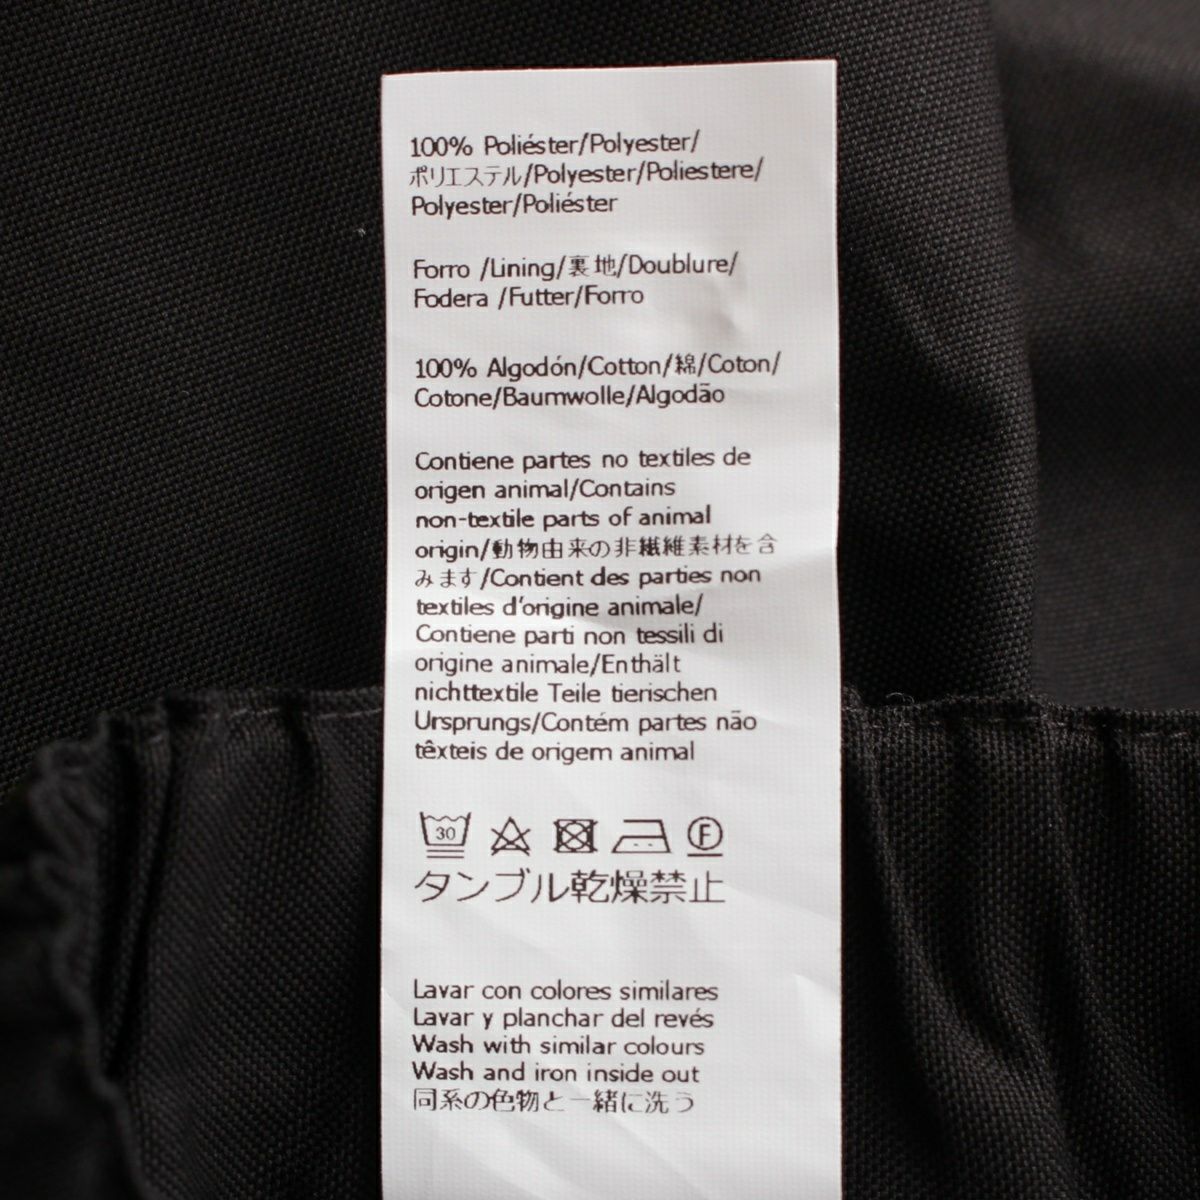 100% Poliéster/Polyester/
ポリエステル/Polyester/Poliestere/
Polyester/Poliéster
Forro /Lining/裏地/Doublure/
Fodera /Futter/Forro
100% Algodón/Cotton/綿/Coton/
Cotone/Baumwolle/Algodão
Contiene partes no textiles de
origen animal/Contains
non-textile parts of animal
origin/動物由来の非繊維素材を含
みます/Contient des parties non
textiles d'origine animale/
Contiene parti non tessili di
origine animale/Enthält
nichttextile Teile tierischen
Ursprungs/Contém partes não
têxteis de origem animal
30 F
タンブル乾燥禁止
Lavar con colores similares
Lavar y planchar del revés
Wash with similar colours
Wash and iron inside out
同系の色物と一緒に洗う